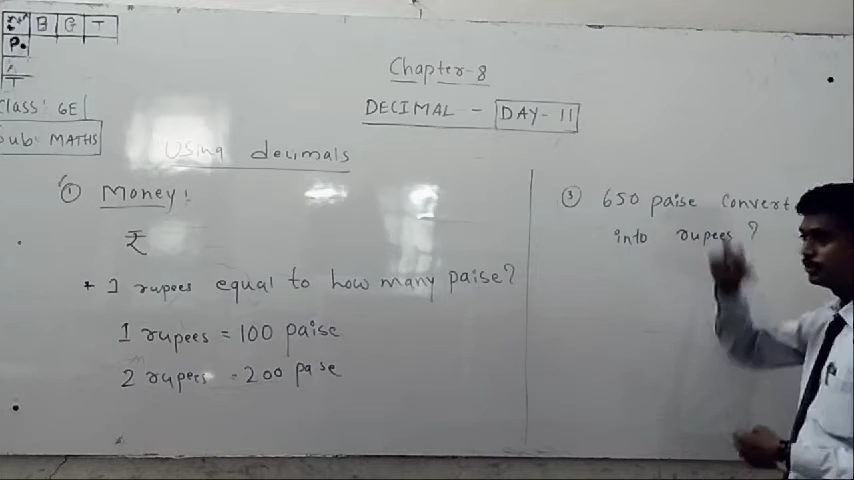 B G T
P.
T
Class: 6E
Sub: MATHS
Chapter-8
DECIMAL - DAY-11
Using decimals
① Money:
₹
* 1 rupees equal to how many paise?
1 rupees = 100 paise
2 rupees = 200 paise
③ 650 paise convert
into rupees ?